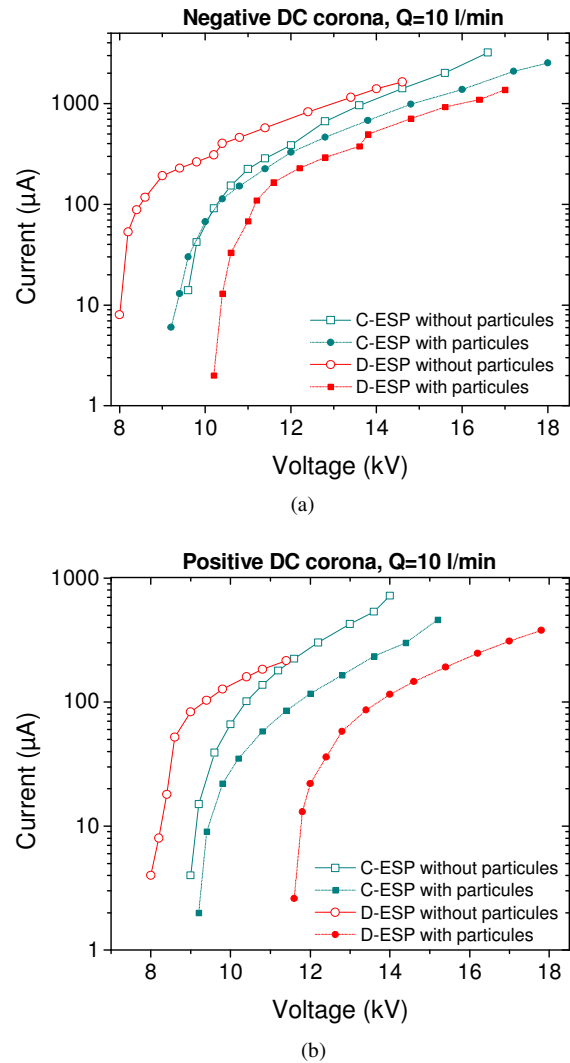 Negative DC corona, Q=10 l/min
Current (µA)
1000
100
10
1
C-ESP without particules
C-ESP with particules
D-ESP without particules
D-ESP with particules
8 10 12 14 16 18
Voltage (kV)
(a)
Positive DC corona, Q=10 l/min
Current (µA)
1000
100
10
1
C-ESP without particules
C-ESP with particules
D-ESP without particules
D-ESP with particules
8 10 12 14 16 18
Voltage (kV)
(b)